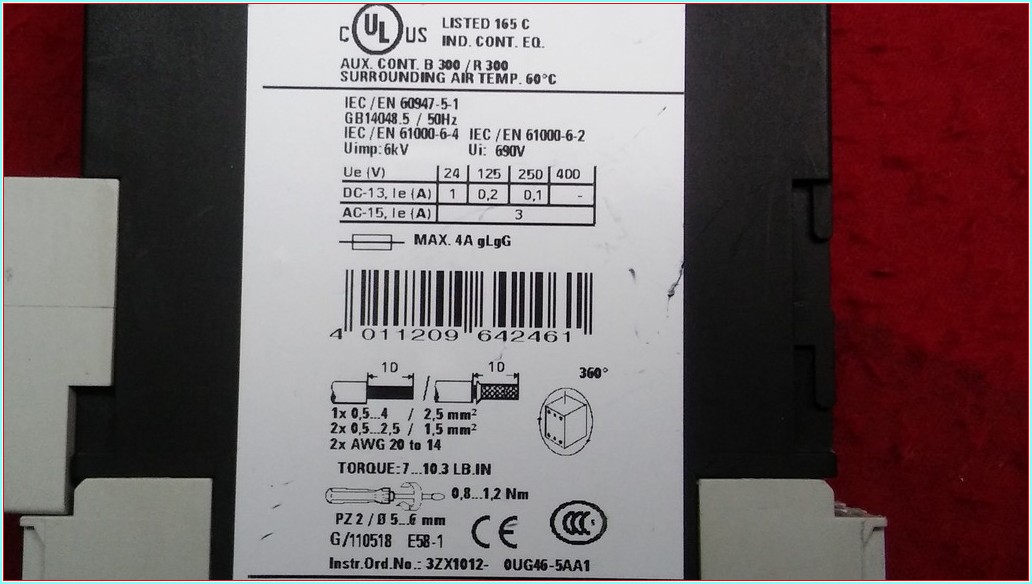 C UL US LISTED 165 C
IND. CONT. EQ.
AUX. CONT. B 300 / R 300
SURROUNDING AIR TEMP. 60°C
IEC / EN 60947-5-1
GB14048.5 / 50Hz
IEC / EN 61000-6-4 IEC / EN 61000-6-2
Uimp: 6kV Ui: 690V
Ue (V) 24 125 250 400
DC-13, Ie (A) 1 0,2 0,1 -
AC-15, Ie (A) 3
MAX. 4A gLgG
4 011209 642461
10 / 10 360°
1x 0,5...4 / 2,5 mm²
2x 0,5...2,5 / 1,5 mm²
2x AWG 20 to 14
TORQUE: 7...10.3 LB.IN
0,8...1,2 Nm
PZ 2 / Ø 5...6 mm CE CCC
G/110518 E58-1
Instr.Ord.No.: 3ZX1012- 0UG46-5AA1